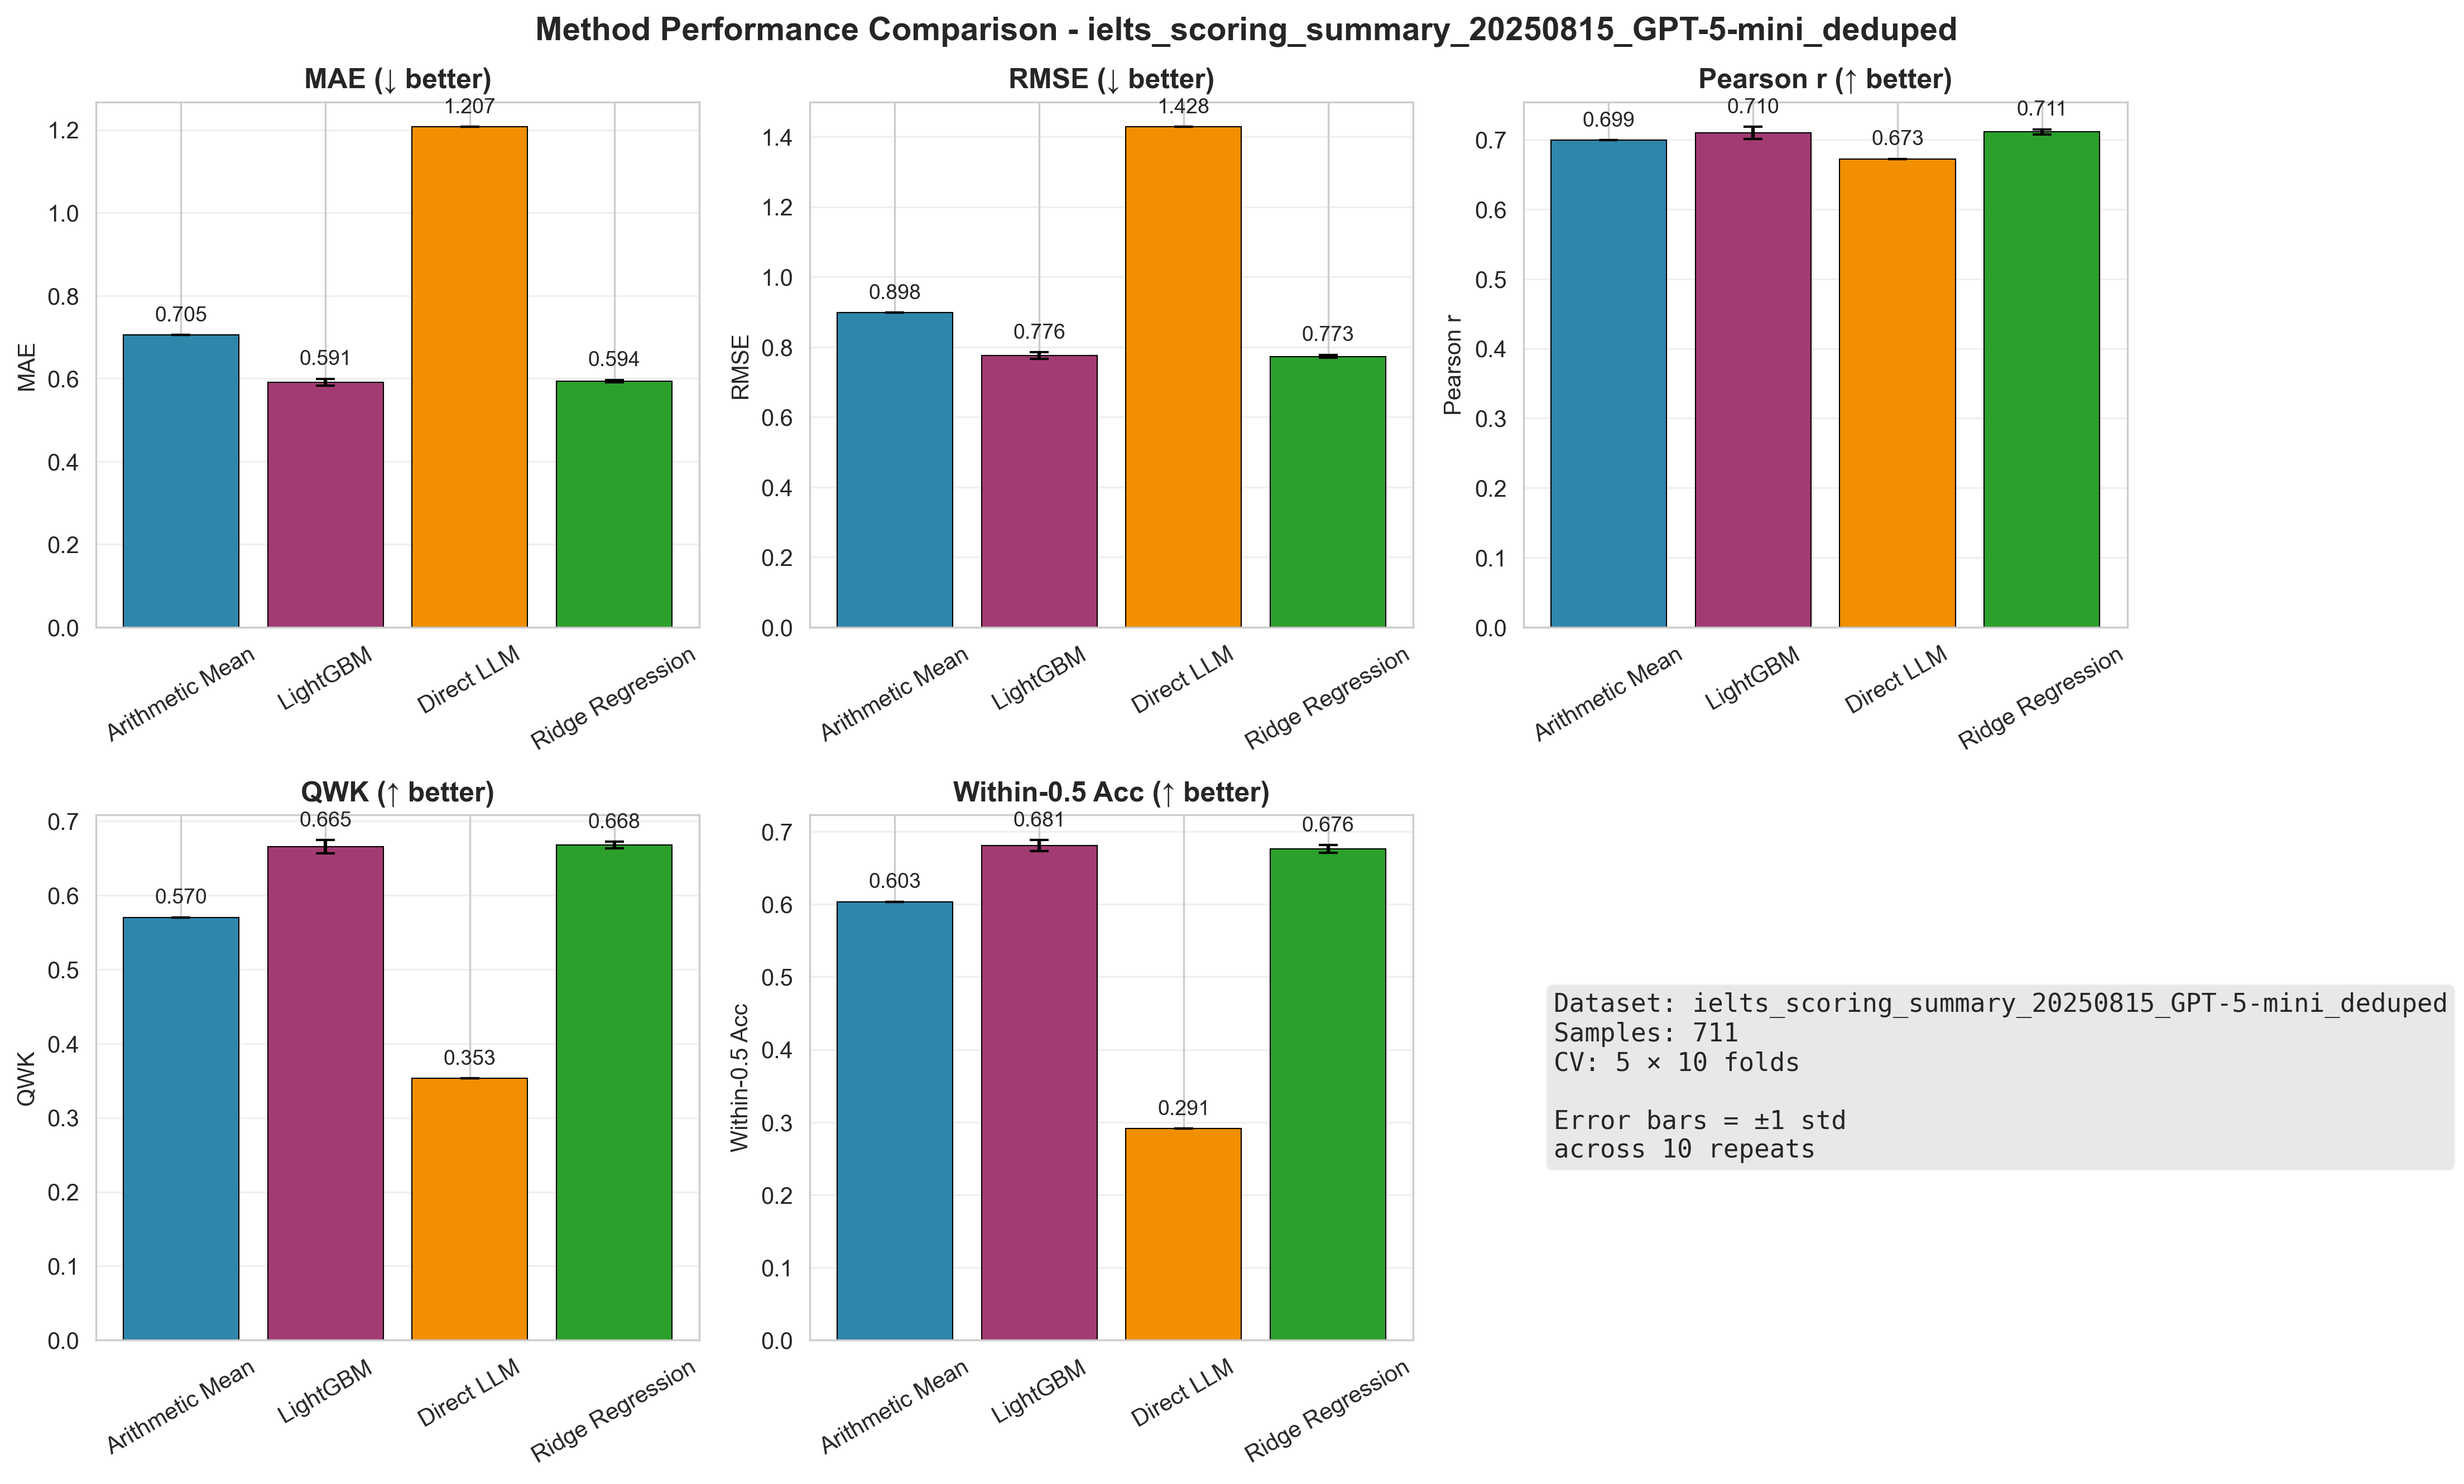 Method Performance Comparison - ielts_scoring_summary_20250815_GPT-5-mini_deduped
MAE (↓ better)
1.207
0.705
0.591
0.594
MAE
1.2
1.0
0.8
0.6
0.4
0.2
0.0
Arithmetic Mean
LightGBM
Direct LLM
Ridge Regression
RMSE (↓ better)
1.428
0.898
0.776
0.773
RMSE
1.4
1.2
1.0
0.8
0.6
0.4
0.2
0.0
Arithmetic Mean
LightGBM
Direct LLM
Ridge Regression
Pearson r (↑ better)
0.699
0.710
0.673
0.711
Pearson r
0.7
0.6
0.5
0.4
0.3
0.2
0.1
0.0
Arithmetic Mean
LightGBM
Direct LLM
Ridge Regression
QWK (↑ better)
0.570
0.665
0.353
0.668
QWK
0.7
0.6
0.5
0.4
0.3
0.2
0.1
0.0
Arithmetic Mean
LightGBM
Direct LLM
Ridge Regression
Within-0.5 Acc (↑ better)
0.603
0.681
0.291
0.676
Within-0.5 Acc
0.7
0.6
0.5
0.4
0.3
0.2
0.1
0.0
Arithmetic Mean
LightGBM
Direct LLM
Ridge Regression
Dataset: ielts_scoring_summary_20250815_GPT-5-mini_deduped
Samples: 711
CV: 5 × 10 folds
Error bars = ±1 std
across 10 repeats